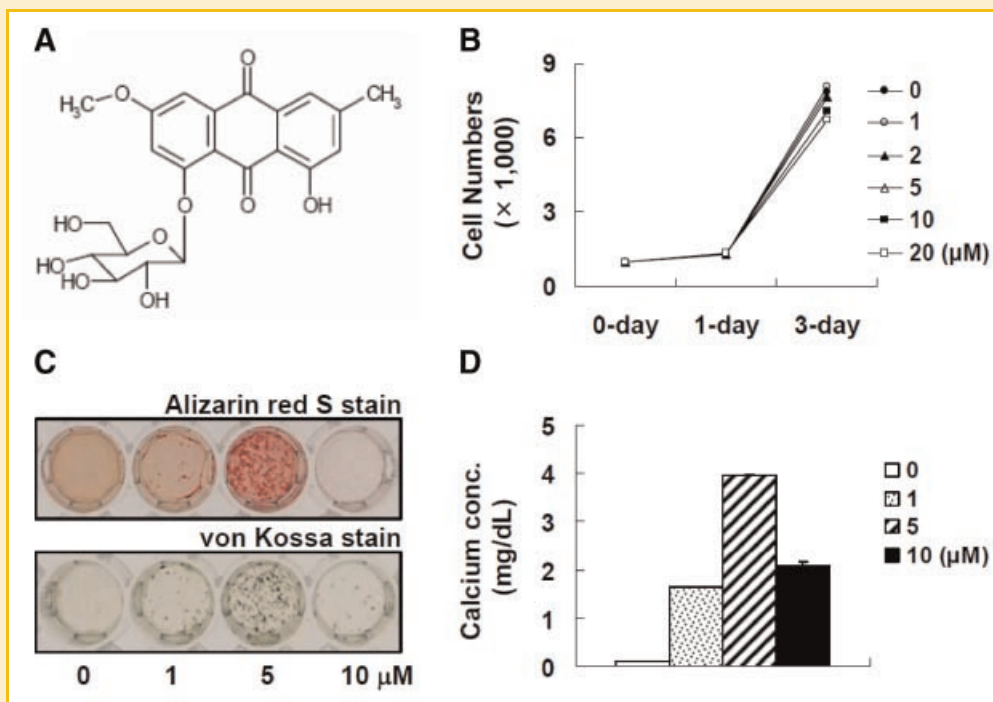 A
H₃C
O
O
CH₃
O
O
OH
HO
O
HO
HO
OH
B
Cell Numbers
(× 1,000)
9
6
3
0
0-day 1-day 3-day
0
1
2
5
10
20 (μM)
C
Alizarin red S stain
von Kossa stain
0 1 5 10 μM
D
Calcium conc.
(mg/dL)
5
4
3
2
1
0
0
1
5
10 (μM)